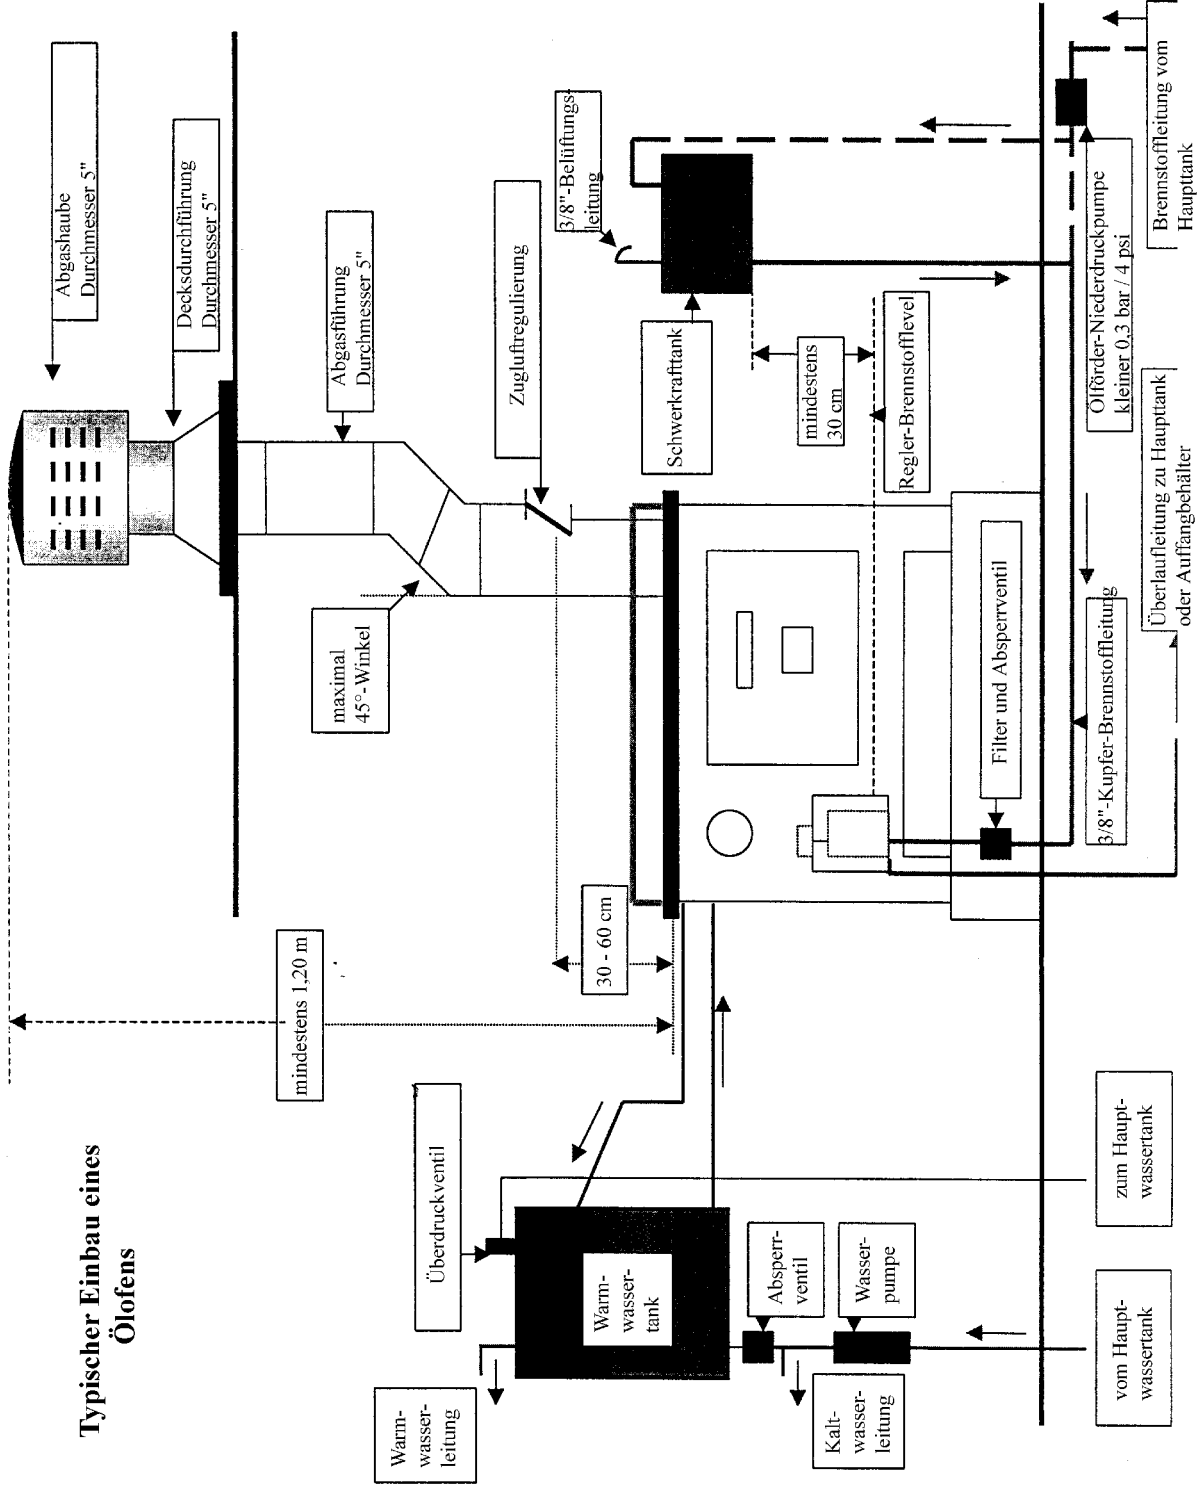 Typischer Einbau eines
Ölofens
Abgashaube
Durchmesser 5"
Decksdurchführung
Durchmesser 5"
Abgasführung
Durchmesser 5"
maximal
45°-Winkel
Zugluftregulierung
3/8"-Belüftungs-
leitung
mindestens 1,20 m
30 - 60 cm
Schwerkrafttank
mindestens
30 cm
Regler-Brennstofflevel
Überdruckventil
Warm-
wasser-
leitung
Warm-
wasser-
tank
Absperr-
ventil
Wasser-
pumpe
Kalt-
wasser-
leitung
vom Haupt-
wassertank
zum Haupt-
wassertank
Filter und Absperrventil
3/8"-Kupfer-Brennstoffleitung
Überlaufleitung zu Haupttank
oder Auffangbehälter
Ölförder-Niederdruckpumpe
kleiner 0,3 bar / 4 psi
Brennstoffleitung vom
Haupttank